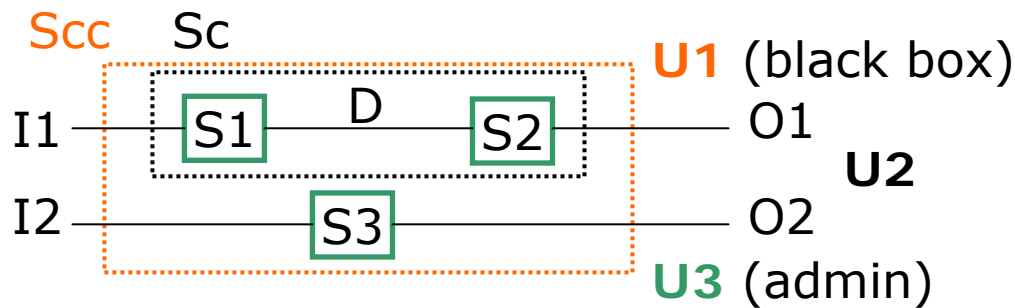 Scc Sc
U1 (black box)
I1 S1 D S2 O1
U2
I2 S3 O2
U3 (admin)